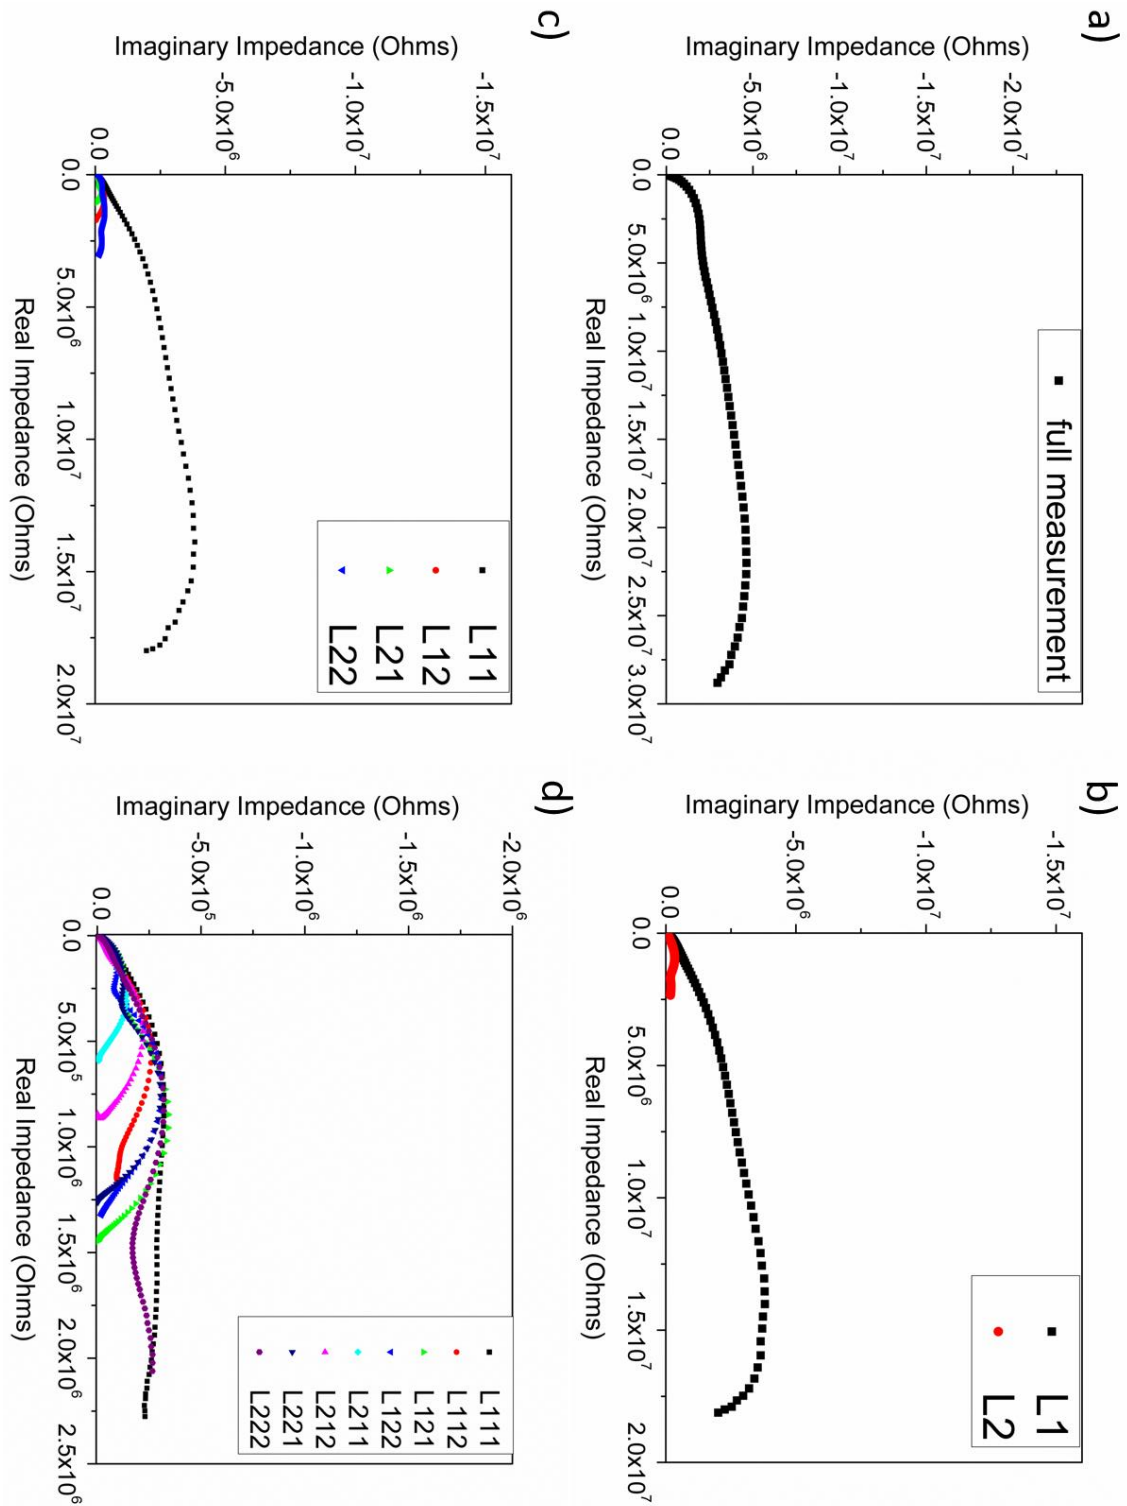 a)
Imaginary Impedance (Ohms)
-2.0x10⁷
-1.5x10⁷
-1.0x10⁷
-5.0x10⁶
0.0
0.0
5.0x10⁶
1.0x10⁷
1.5x10⁷
2.0x10⁷
2.5x10⁷
3.0x10⁷
Real Impedance (Ohms)
full measurement
b)
Imaginary Impedance (Ohms)
-1.5x10⁷
-1.0x10⁷
-5.0x10⁶
0.0
0.0
5.0x10⁶
1.0x10⁷
1.5x10⁷
2.0x10⁷
Real Impedance (Ohms)
L1
L2
c)
Imaginary Impedance (Ohms)
-1.5x10⁷
-1.0x10⁷
-5.0x10⁶
0.0
0.0
5.0x10⁶
1.0x10⁷
1.5x10⁷
2.0x10⁷
Real Impedance (Ohms)
L11
L12
L21
L22
d)
Imaginary Impedance (Ohms)
-2.0x10⁶
-1.5x10⁶
-1.0x10⁶
-5.0x10⁵
0.0
0.0
5.0x10⁵
1.0x10⁶
1.5x10⁶
2.0x10⁶
2.5x10⁶
Real Impedance (Ohms)
L111
L112
L121
L122
L211
L212
L221
L222